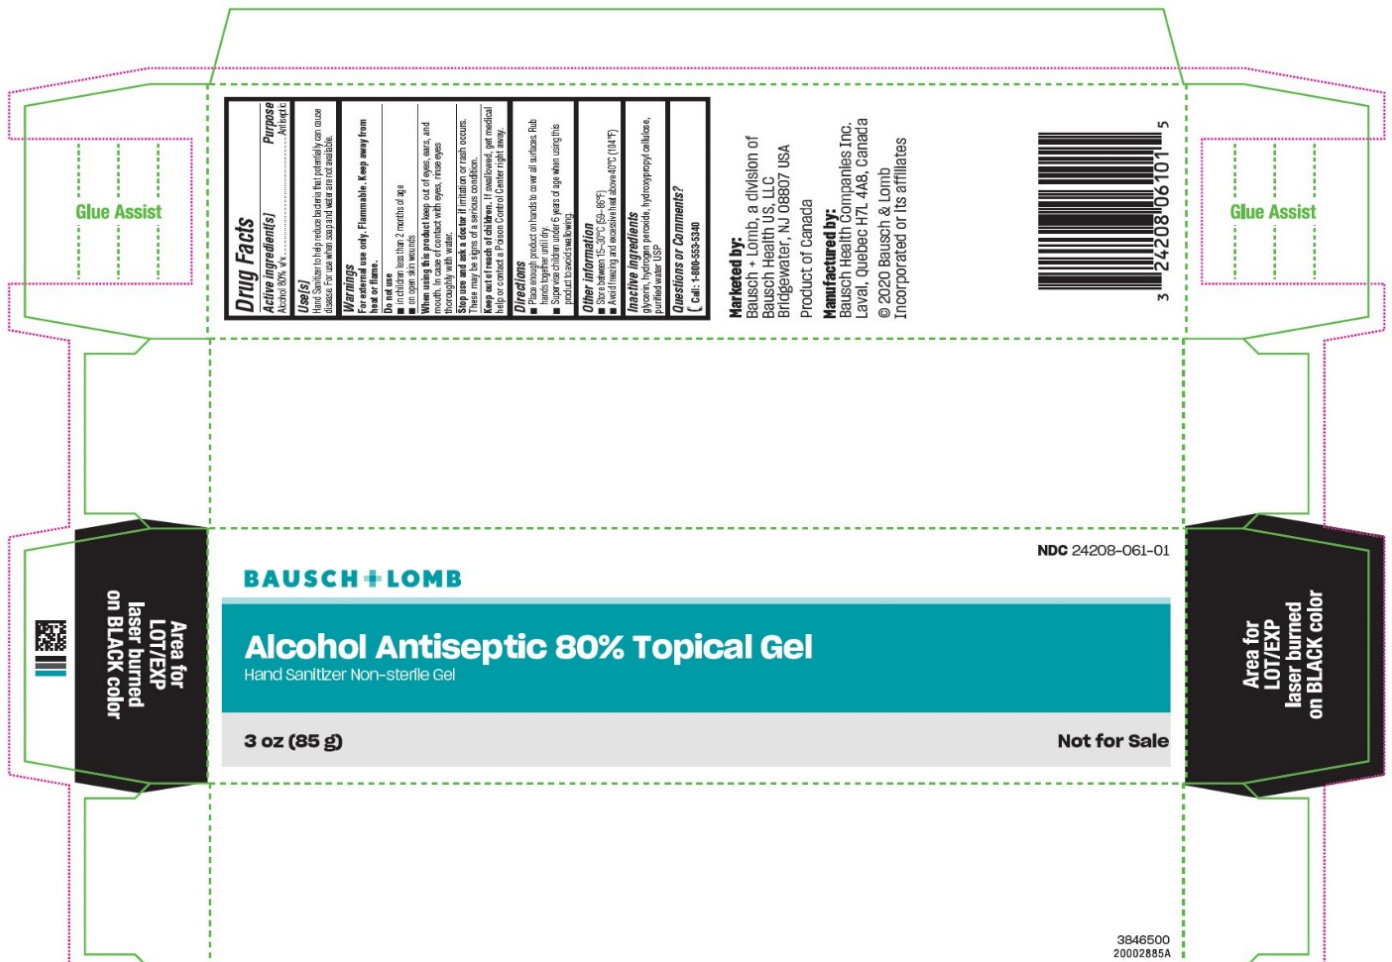 Glue Assist
Drug Facts
Active ingredient[s] Purpose
Alcohol 80% v/v.......................... Antiseptic
Use[s]
Hand Sanitizer to help reduce bacteria that potentially can cause
disease. For use when soap and water are not available.
Warnings
For external use only. Flammable. Keep away from
heat or flame.
Do not use
■ in children less than 2 months of age
■ on open skin wounds
When using this product keep out of eyes, ears, and
mouth. In case of contact with eyes, rinse eyes
thoroughly with water.
Stop use and ask a doctor if irritation or rash occurs.
These may be signs of a serious condition.
Keep out of reach of children. If swallowed, get medical
help or contact a Poison Control Center right away.
Directions
■ Place enough product on hands to cover all surfaces. Rub
hands together until dry.
■ Supervise children under 6 years of age when using this
product to avoid swallowing.
Other information
■ Store between 15-30°C (59-86°F)
■ Avoid freezing and excessive heat above 40°C (104°F)
Inactive ingredients
glycerin, hydrogen peroxide, hydroxypropyl cellulose,
purified water USP
Questions or Comments?
( Call: 1-800-553-5340
Marketed by:
Bausch + Lomb, a division of
Bausch Health US, LLC
Bridgewater, NJ 08807 USA
Product of Canada
Manufactured by:
Bausch Health Companies Inc.
Laval, Quebec H7L 4A8, Canada
© 2020 Bausch & Lomb
Incorporated or its affiliates
3 24208-06101 5
Glue Assist
NDC 24208-061-01
BAUSCH + LOMB
Alcohol Antiseptic 80% Topical Gel
Hand Sanitizer Non-sterile Gel
3 oz (85 g)
Not for Sale
Area for
LOT/EXP
laser burned
on BLACK color
Area for
LOT/EXP
laser burned
on BLACK color
3846500
20002885A